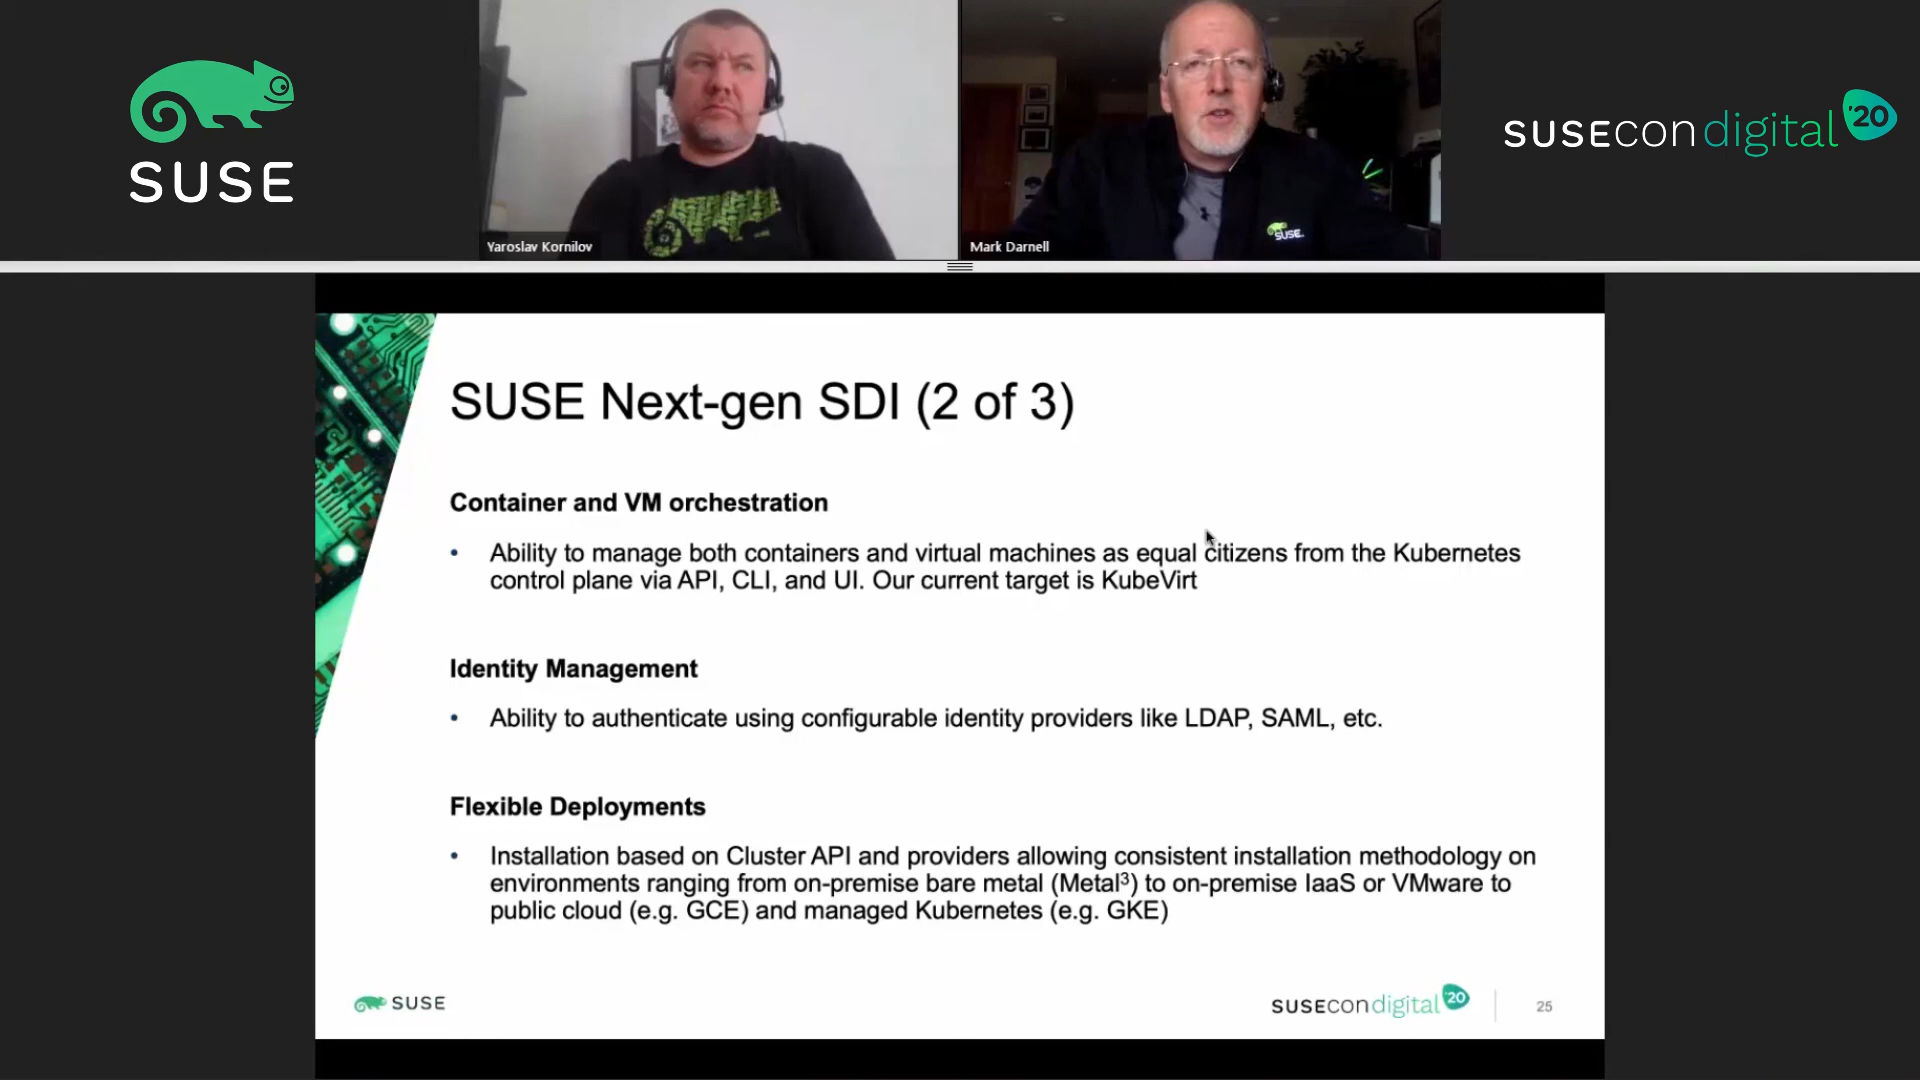 SUSE
Yaroslav Kornilov
Mark Darnell
SUSE.
SUSEcon digital '20
SUSE Next-gen SDI (2 of 3)
Container and VM orchestration
• Ability to manage both containers and virtual machines as equal citizens from the Kubernetes
control plane via API, CLI, and UI. Our current target is KubeVirt
Identity Management
• Ability to authenticate using configurable identity providers like LDAP, SAML, etc.
Flexible Deployments
• Installation based on Cluster API and providers allowing consistent installation methodology on
environments ranging from on-premise bare metal (Metal³) to on-premise IaaS or VMware to
public cloud (e.g. GCE) and managed Kubernetes (e.g. GKE)
SUSE
SUSEcon digital '20
25